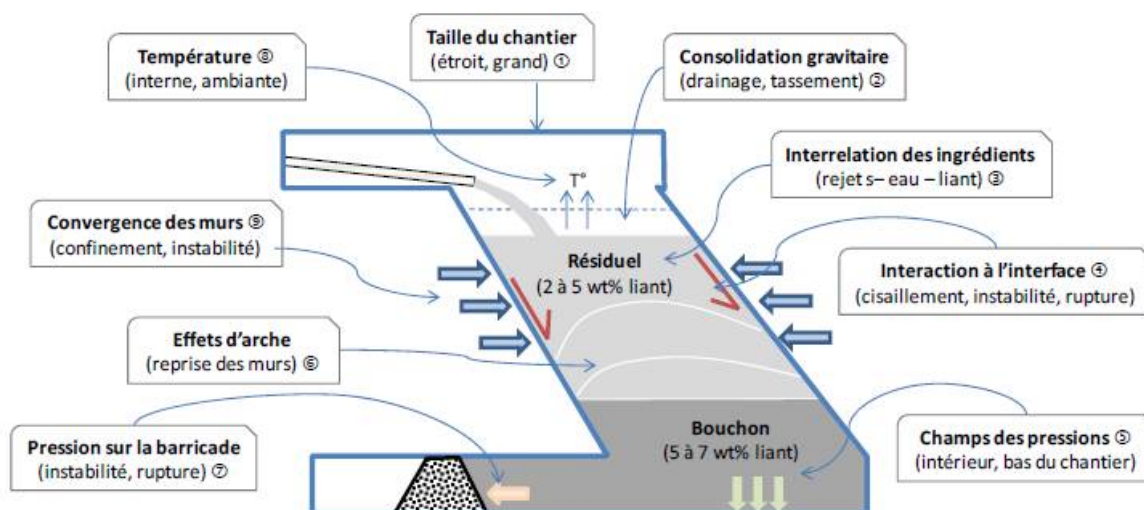 Taille du chantier
(étroit, grand) ①
Température ⑧
(interne, ambiante)
Consolidation gravitaire
(drainage, tassement) ②
Interrelation des ingrédients
(rejet s– eau – liant) ③
T°
Convergence des murs ⑨
(confinement, instabilité)
Résiduel
(2 à 5 wt% liant)
Interaction à l'interface ④
(cisaillement, instabilité, rupture)
Effets d'arche
(reprise des murs) ⑥
Bouchon
(5 à 7 wt% liant)
Pression sur la barricade
(instabilité, rupture) ⑦
Champs des pressions ⑤
(intérieur, bas du chantier)